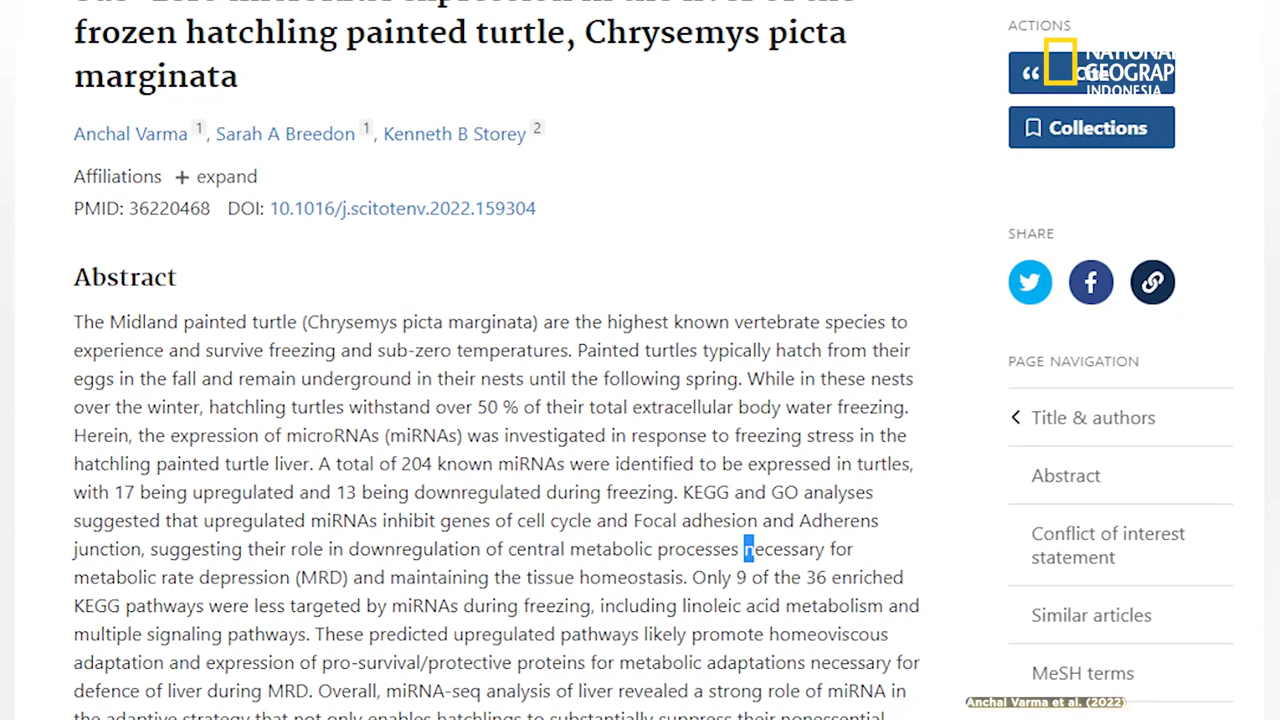 frozen hatchling painted turtle, Chrysemys picta
marginata
Anchal Varma 1, Sarah A Breedon 1, Kenneth B Storey 2
Affiliations + expand
PMID: 36220468 DOI: 10.1016/j.scitotenv.2022.159304
Abstract
The Midland painted turtle (Chrysemys picta marginata) are the highest known vertebrate species to
experience and survive freezing and sub-zero temperatures. Painted turtles typically hatch from their
eggs in the fall and remain underground in their nests until the following spring. While in these nests
over the winter, hatchling turtles withstand over 50 % of their total extracellular body water freezing.
Herein, the expression of microRNAs (miRNAs) was investigated in response to freezing stress in the
hatchling painted turtle liver. A total of 204 known miRNAs were identified to be expressed in turtles,
with 17 being upregulated and 13 being downregulated during freezing. KEGG and GO analyses
suggested that upregulated miRNAs inhibit genes of cell cycle and Focal adhesion and Adherens
junction, suggesting their role in downregulation of central metabolic processes necessary for
metabolic rate depression (MRD) and maintaining the tissue homeostasis. Only 9 of the 36 enriched
KEGG pathways were less targeted by miRNAs during freezing, including linoleic acid metabolism and
multiple signaling pathways. These predicted upregulated pathways likely promote homeoviscous
adaptation and expression of pro-survival/protective proteins for metabolic adaptations necessary for
defence of liver during MRD. Overall, miRNA-seq analysis of liver revealed a strong role of miRNA in
the adaptive strategy that not only enables hatchlings to substantially suppress their nonessential
ACTIONS
NATIONAL
GEOGRAP
INDONESIA
Collections
SHARE
PAGE NAVIGATION
Title & authors
Abstract
Conflict of interest
statement
Similar articles
MeSH terms
Anchal Varma et al. (2022)